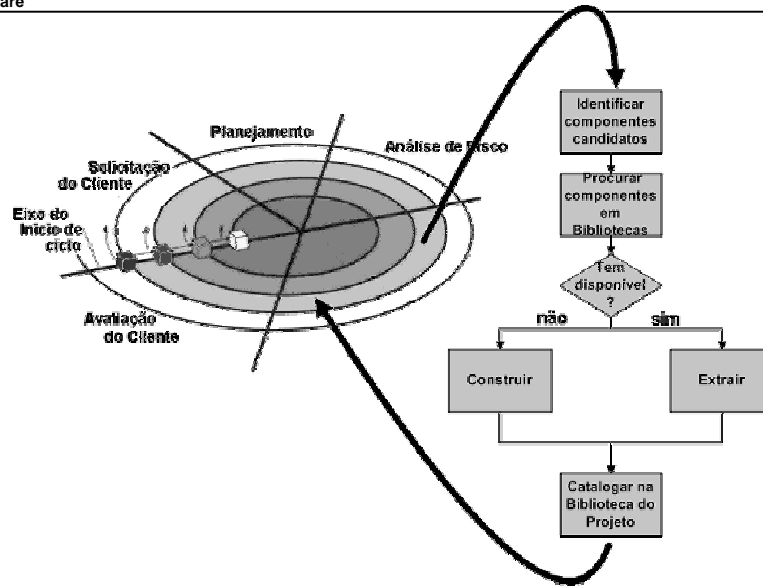 are
Planejamento
Análise de Risco
Solicitação
do Cliente
Eixo do
Inicio de
ciclo
Avaliação
do Cliente
Identificar
componentes
candidatos
Procurar
componentes
em
Bibliotecas
Tem
disponível
?
não
sim
Construir
Extrair
Catalogar na
Biblioteca do
Projeto